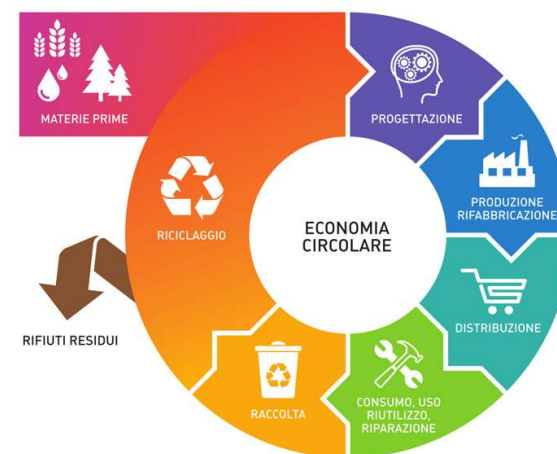 MATERIE PRIME
PROGETTAZIONE
PRODUZIONE
RIFABBRICAZIONE
DISTRIBUZIONE
CONSUMO, USO
RIUTILIZZO,
RIPARAZIONE
RACCOLTA
RICICLAGGIO
RIFIUTI RESIDUI
ECONOMIA
CIRCOLARE